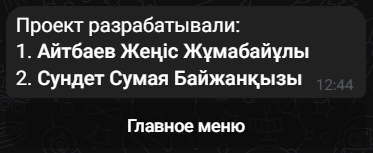 Проект разрабатывали:
1. Айтбаев Жеңіс Жұмабайұлы
2. Сундет Сумая Байжанқызы
12:44
Главное меню